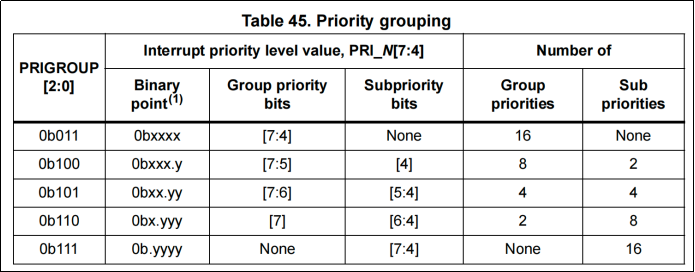 Table 45. Priority grouping
PRIGROUP [2:0] Interrupt priority level value, PRI_N[7:4] Number of
Binary point(1) Group priority bits Subpriority bits Group priorities Sub priorities
0b011 0bxxxx [7:4] None 16 None
0b100 0bxxx.y [7:5] [4] 8 2
0b101 0bxx.yy [7:6] [5:4] 4 4
0b110 0bx.yyy [7] [6:4] 2 8
0b111 0b.yyyy None [7:4] None 16